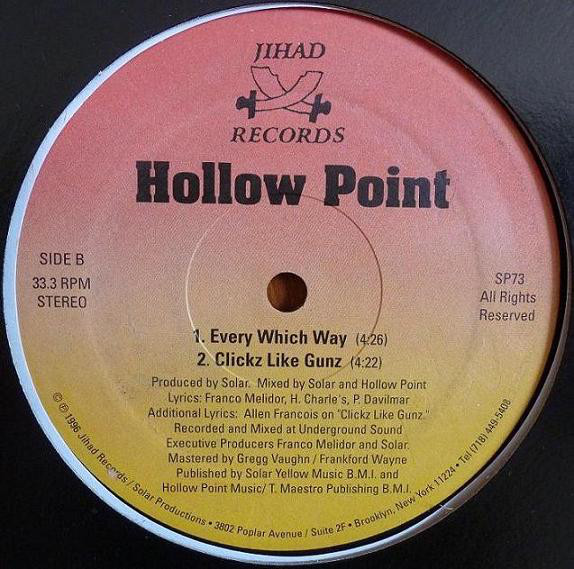 JIHAD
RECORDS
Hollow Point
SIDE B
33.3 RPM
STEREO
SP73
All Rights
Reserved
1. Every Which Way (4:26)
2. Clickz Like Gunz (4:22)
Produced by Solar. Mixed by Solar and Hollow Point
Lyrics: Franco Melidor, H. Charle's, P. Davilmar
Additional Lyrics: Allen Francois on "Clickz Like Gunz."
Recorded and Mixed at Underground Sound
Executive Producers Franco Melidor and Solar.
Mastered by Gregg Vaughn / Frankford Wayne
Published by Solar Yellow Music B.M.I. and
Hollow Point Music/ T. Maestro Publishing B.M.I.
© ℗ 1996 Jihad Records / Solar Productions • 3802 Poplar Avenue / Suite 2F • Brooklyn, New York 11224 • Tel (718) 449-5408